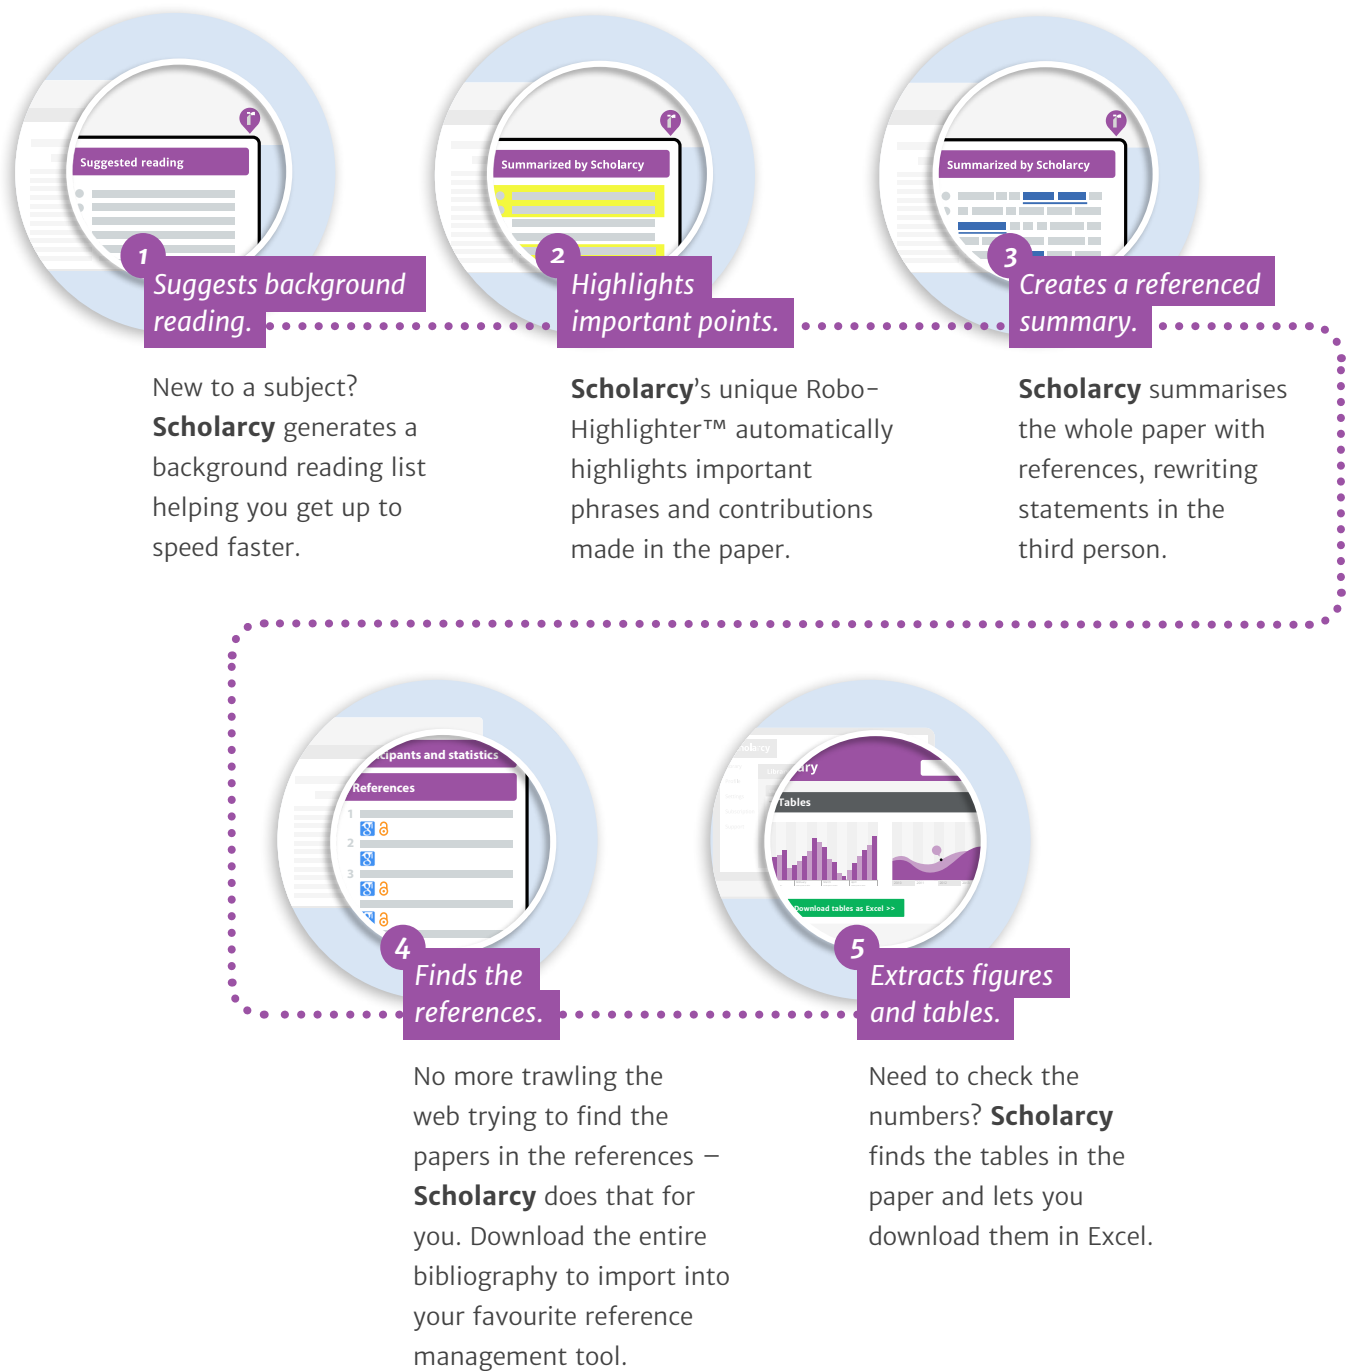 Suggested reading
1
Suggests background
reading.
New to a subject?
Scholarcy generates a
background reading list
helping you get up to
speed faster.
Summarized by Scholarcy
2
Highlights
important points.
Scholarcy's unique Robo-
Highlighter™ automatically
highlights important
phrases and contributions
made in the paper.
Summarized by Scholarcy
3
Creates a referenced
summary.
Scholarcy summarises
the whole paper with
references, rewriting
statements in the
third person.
cipants and statistics
References
1
2
3
4
Finds the
references.
No more trawling the
web trying to find the
papers in the references –
Scholarcy does that for
you. Download the entire
bibliography to import into
your favourite reference
management tool.
Tables
Download tables as Excel >>
5
Extracts figures
and tables.
Need to check the
numbers? Scholarcy
finds the tables in the
paper and lets you
download them in Excel.